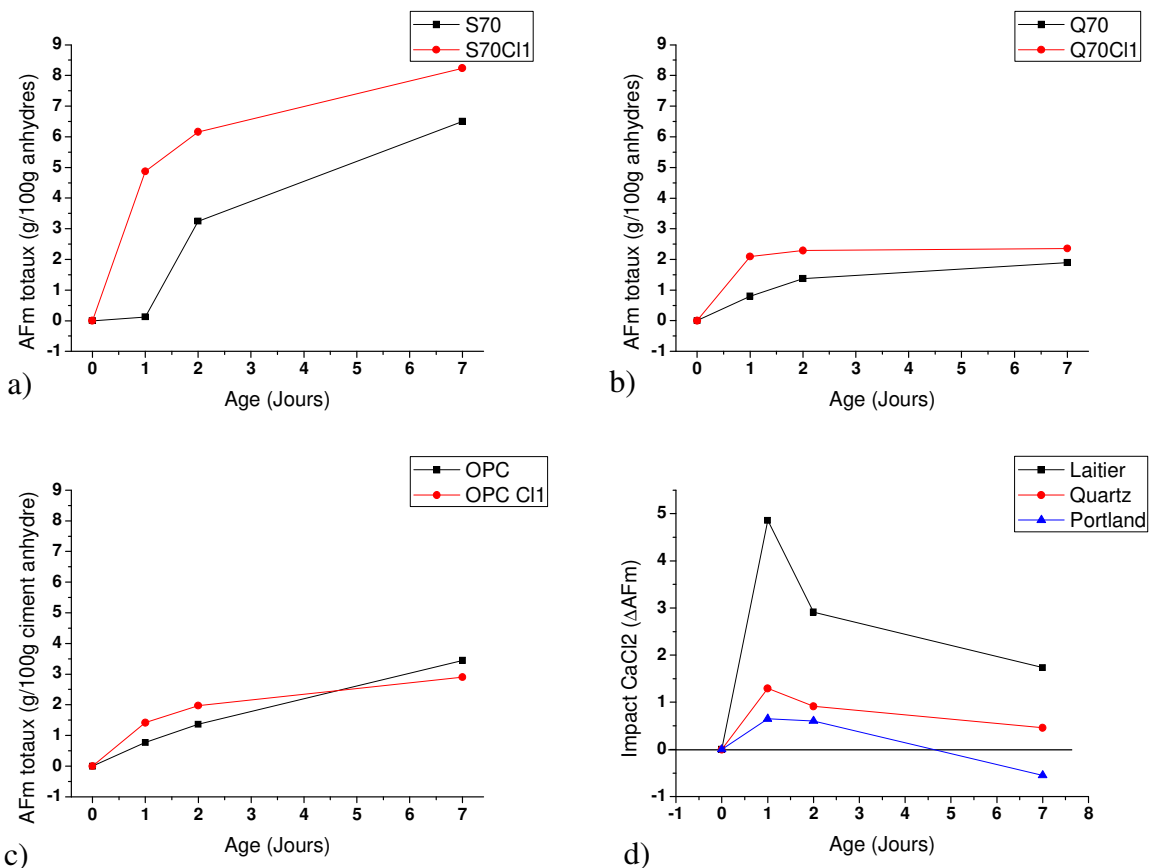 S70
S70Cl1
9
8
7
6
5
4
3
2
1
0
-1
AFm totaux (g/100g anhydres)
0 1 2 3 4 5 6 7
Age (Jours)
a)
Q70
Q70Cl1
9
8
7
6
5
4
3
2
1
0
-1
AFm totaux (g/100g anhydres)
0 1 2 3 4 5 6 7
Age (Jours)
b)
OPC
OPC Cl1
9
8
7
6
5
4
3
2
1
0
-1
AFm totaux (g/100g ciment anhydre)
0 1 2 3 4 5 6 7
Age (Jours)
c)
Laitier
Quartz
Portland
5
4
3
2
1
0
-1
Impact CaCl2 (ΔAFm)
-1 0 1 2 3 4 5 6 7 8
Age (Jours)
d)